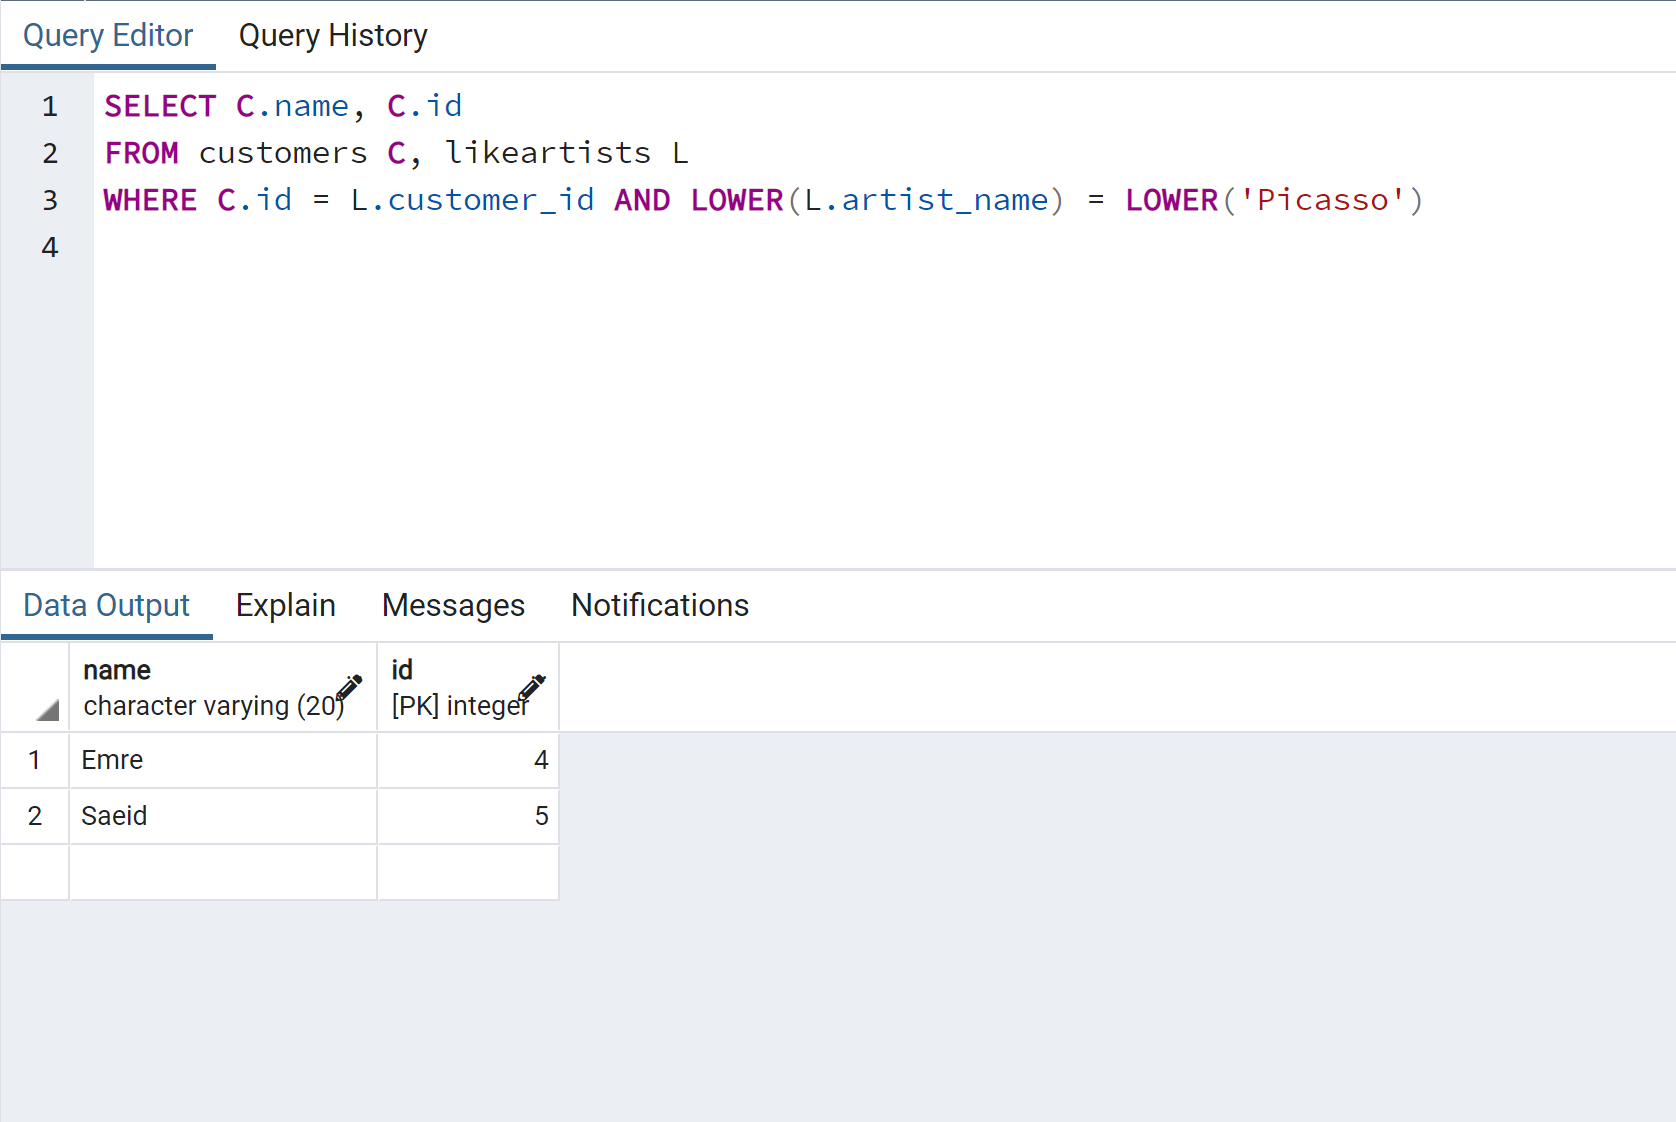 Query Editor Query History
1 SELECT C.name, C.id
2 FROM customers C, likeartists L
3 WHERE C.id = L.customer_id AND LOWER(L.artist_name) = LOWER('Picasso')
4
Data Output Explain Messages Notifications
name id
character varying (20) [PK] integer
1 Emre 4
2 Saeid 5